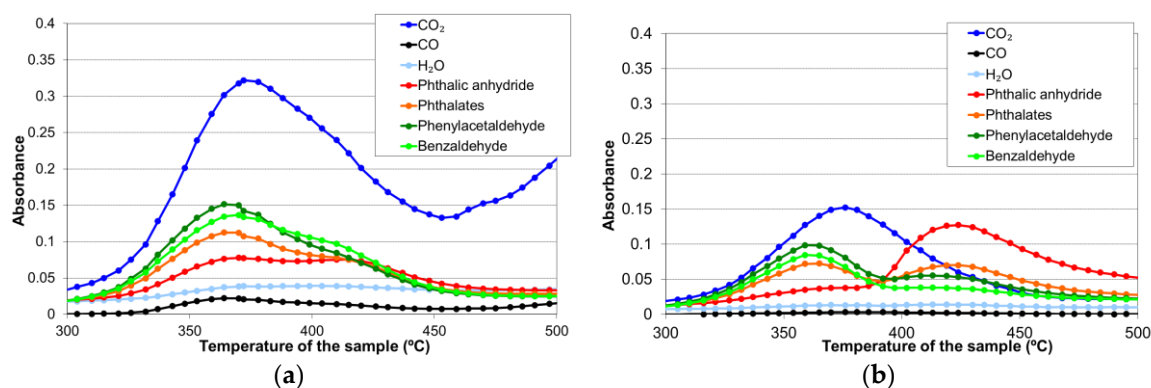 0.4
0.35
0.3
0.25
0.2
0.15
0.1
0.05
0
Absorbance
300
350
400
450
500
Temperature of the sample (ºC)
CO₂
CO
H₂O
Phthalic anhydride
Phthalates
Phenylacetaldehyde
Benzaldehyde
(a)
0.4
0.35
0.3
0.25
0.2
0.15
0.1
0.05
0
Absorbance
300
350
400
450
500
Temperature of the sample (ºC)
CO₂
CO
H₂O
Phthalic anhydride
Phthalates
Phenylacetaldehyde
Benzaldehyde
(b)